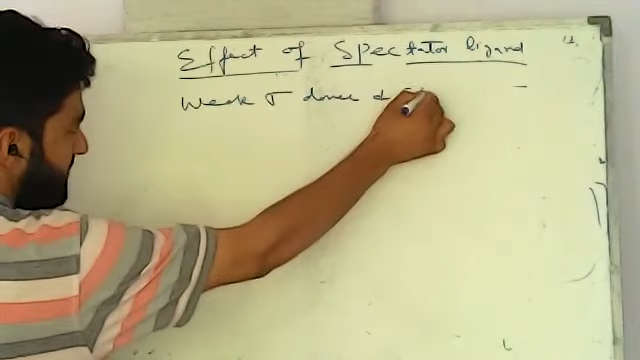 Effect of Spectator ligand
Weak σ donor &